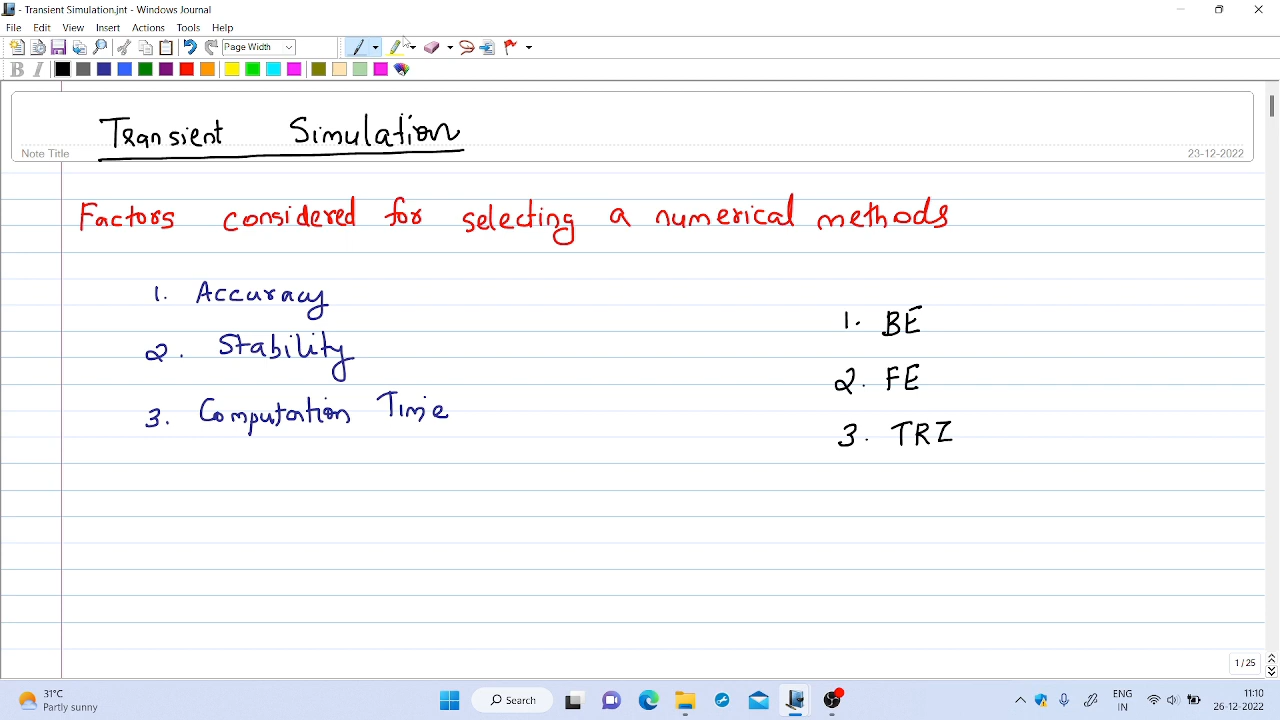 Transient Simulation.jnt - Windows Journal
File Edit View Insert Actions Tools Help
Page Width
B I
Transient Simulation
Note Title
23-12-2022
Factors considered for selecting a numerical methods
1. Accuracy
2. Stability
3. Computation Time
1. BE
2. FE
3. TRZ
1/25
31°C
Partly sunny
Search
ENG
IN
11:10
26-12-2022